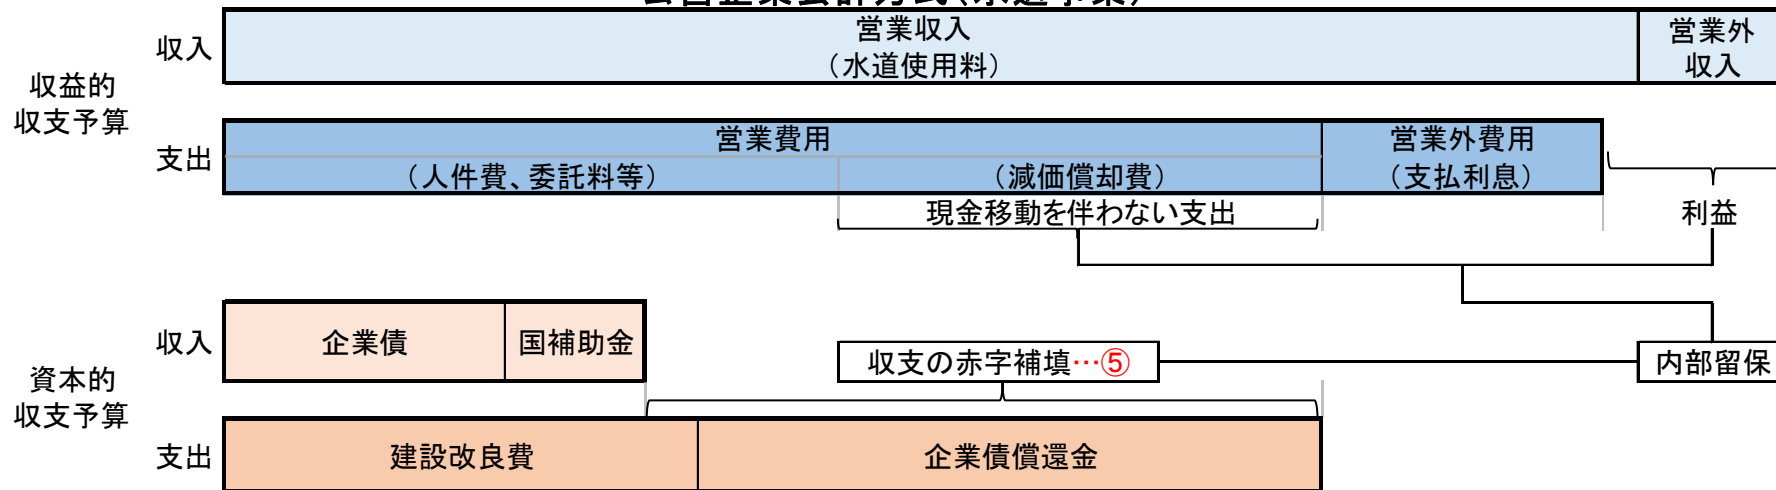 営業収入
（水道使用料）
営業外
収入
収入
収益的
収支予算
支出
営業費用
（人件費、委託料等）
（減価償却費）
営業外費用
（支払利息）
現金移動を伴わない支出
利益
収入
企業債
国補助金
収支の赤字補填…⑤
内部留保
資本的
収支予算
支出
建設改良費
企業債償還金